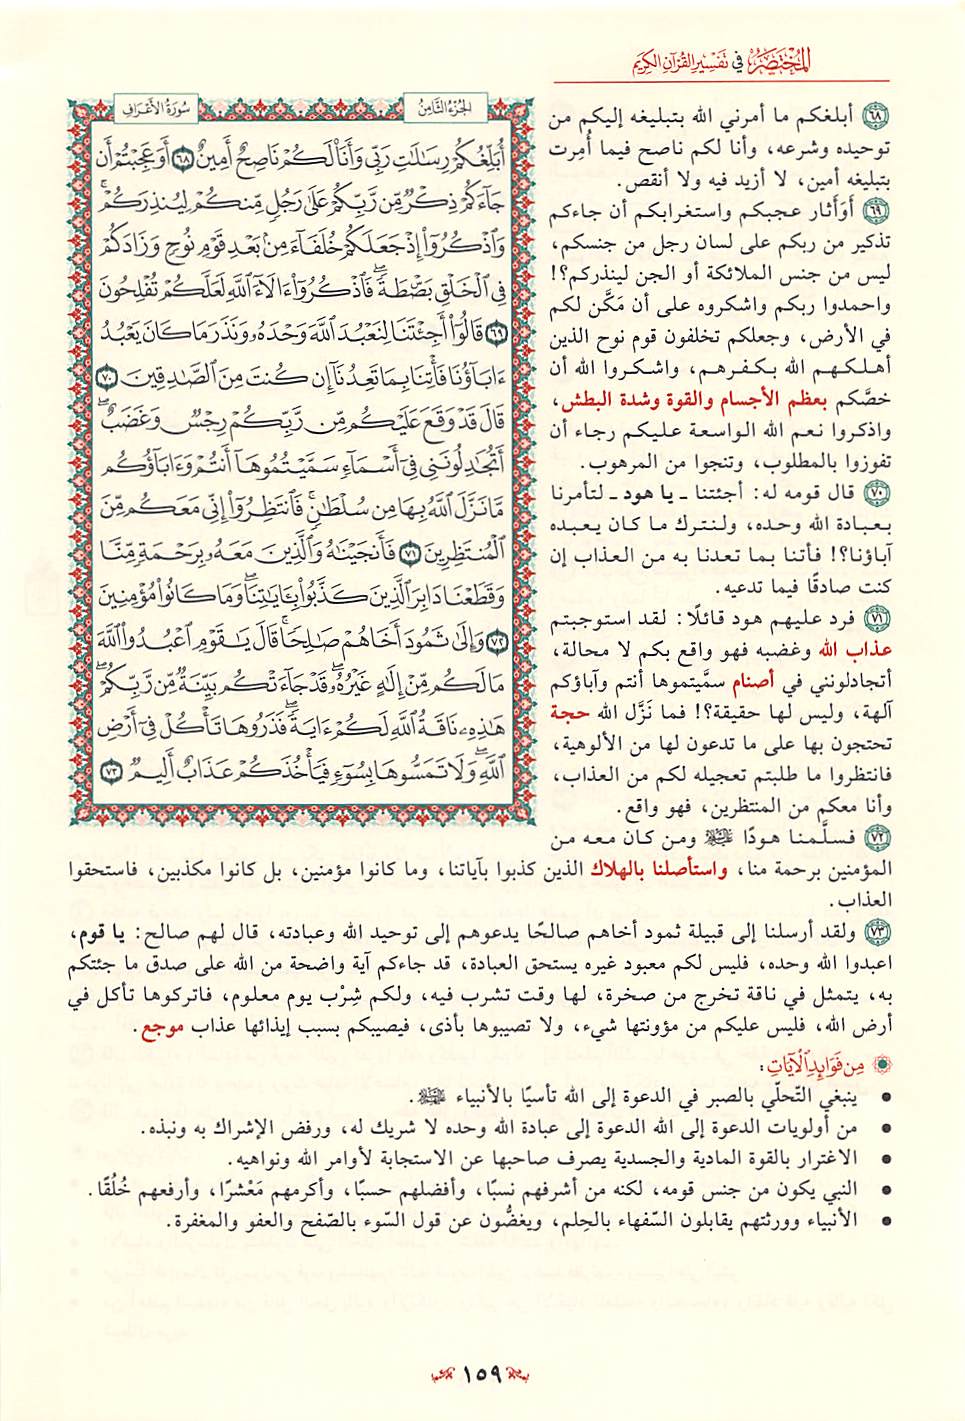 المختصر في تفسير القرآن الكريم
الجزء الثامن
سورة الأعراف
أُبَلِّغُكُمْ رِسَٰلَٰتِ رَبِّي وَأَنَا۠ لَكُمْ نَاصِحٌ أَمِينٌ ٦٨ أَوَعَجِبْتُمْ أَن
جَآءَكُمْ ذِكْرٌ مِّن رَّبِّكُمْ عَلَىٰ رَجُلٍ مِّنكُمْ لِيُنذِرَكُمْ ۚ
وَٱذْكُرُوٓا۟ إِذْ جَعَلَكُمْ خُلَفَآءَ مِنۢ بَعْدِ قَوْمِ نُوحٍ وَزَادَكُمْ
فِي ٱلْخَلْقِ بَصْۜطَةً ۖ فَٱذْكُرُوٓا۟ ءَالَآءَ ٱللَّهِ لَعَلَّكُمْ تُفْلِحُونَ
٦٩ قَالُوٓا۟ أَجِئْتَنَا لِنَعْبُدَ ٱللَّهَ وَحْدَهُۥ وَنَذَرَ مَا كَانَ يَعْبُدُ
ءَابَآؤُنَا فَأْتِنَا بِمَا تَعِدُنَآ إِن كُنتَ مِنَ ٱلصَّٰدِقِينَ ٧٠
قَالَ قَدْ وَقَعَ عَلَيْكُم مِّن رَّبِّكُمْ رِجْسٌ وَغَضَبٌ ۖ
أَتُجَٰدِلُونَنِي فِيٓ أَسْمَآءٍ سَمَّيْتُمُوهَآ أَنتُمْ وَءَابَآؤُكُم
مَّا نَزَّلَ ٱللَّهُ بِهَا مِن سُلْطَٰنٍ ۚ فَٱنتَظِرُوٓا۟ إِنِّي مَعَكُم مِّنَ
ٱلْمُنتَظِرِينَ ٧١ فَأَنجَيْنَٰهُ وَٱلَّذِينَ مَعَهُۥ بِرَحْمَةٍ مِّنَّا
وَقَطَعْنَا دَابِرَ ٱلَّذِينَ كَذَّبُوا۟ بِـَٔايَٰتِنَا ۖ وَمَا كَانُوا۟ مُؤْمِنِينَ
٧٢ وَإِلَىٰ ثَمُودَ أَخَاهُمْ صَٰلِحًا ۗ قَالَ يَٰقَوْمِ ٱعْبُدُوا۟ ٱللَّهَ
مَا لَكُم مِّنْ إِلَٰهٍ غَيْرُهُۥ ۖ قَدْ جَآءَتْكُم بَيِّنَةٌ مِّن رَّبِّكُمْ ۖ
هَٰذِهِۦ نَاقَةُ ٱللَّهِ لَكُمْ ءَايَةً ۖ فَذَرُوهَا تَأْكُلْ فِيٓ أَرْضِ
ٱللَّهِ ۖ وَلَا تَمَسُّوهَا بِسُوٓءٍ فَيَأْخُذَكُمْ عَذَابٌ أَلِيمٌ ٧٣
٦٨ أبلغكم ما أمرني الله بتبليغه إليكم من
توحيده وشرعه، وأنا لكم ناصح فيما أُمِرت
بتبليغه أمين، لا أزيد فيه ولا أنقص.
٦٩ أَوَأثار عجبكم واستغرابكم أن جاءكم
تذكير من ربكم على لسان رجل من جنسكم،
ليس من جنس الملائكة أو الجن لينذركم؟!
واحمدوا ربكم واشكروه على أن مَكَّن لكم
في الأرض، وجعلكم تخلفون قوم نوح الذين
أهلكهم الله بكفرهم، واشكروا الله أن
خصَّكم بعظم الأجسام والقوة وشدة البطش،
واذكروا نعم الله الواسعة عليكم رجاء أن
تفوزوا بالمطلوب، وتنجوا من المرهوب.
٧٠ قال قومه له: أجئتنا ـ يا هود ـ لتأمرنا
بعبادة الله وحده، ولنترك ما كان يعبده
آباؤنا؟! فأتنا بما تعدنا به من العذاب إن
كنت صادقًا فيما تدعيه.
٧١ فرد عليهم هود قائلًا: لقد استوجبتم
عذاب الله وغضبه فهو واقع بكم لا محالة،
أتجادلونني في أصنام سمَّيتموها أنتم وآباؤكم
آلهة، وليس لها حقيقة؟! فما نَزَّل الله حجة
تحتجون بها على ما تدعون لها من الألوهية،
فانتظروا ما طلبتم تعجيله لكم من العذاب،
وأنا معكم من المنتظرين، فهو واقع.
٧٢ فسلَّمنا هودًا عليه السلام ومن كان معه من
المؤمنين برحمة منا، واستأصلنا بالهلاك الذين كذبوا بآياتنا، وما كانوا مؤمنين، بل كانوا مكذبين، فاستحقوا
العذاب.
٧٣ ولقد أرسلنا إلى قبيلة ثمود أخاهم صالحًا يدعوهم إلى توحيد الله وعبادته، قال لهم صالح: يا قوم،
اعبدوا الله وحده، فليس لكم معبود غيره يستحق العبادة، قد جاءكم آية واضحة من الله على صدق ما جئتكم
به، يتمثل في ناقة تخرج من صخرة، لها وقت تشرب فيه، ولكم شِرْب يوم معلوم، فاتركوها تأكل في
أرض الله، فليس عليكم من مؤونتها شيء، ولا تصيبوها بأذى، فيصيبكم بسبب إيذائها عذاب موجع.
من فوائد الآيات:
• ينبغي التّحلّي بالصبر في الدعوة إلى الله تأسيًا بالأنبياء عليهم السلام.
• من أولويات الدعوة إلى الله الدعوة إلى عبادة الله وحده لا شريك له، ورفض الإشراك به ونبذه.
• الاغترار بالقوة المادية والجسدية يصرف صاحبها عن الاستجابة لأوامر الله ونواهيه.
• النبي يكون من جنس قومه، لكنه من أشرفهم نسبًا، وأفضلهم حسبًا، وأكرمهم مَعْشرًا، وأرفعهم خُلُقًا.
• الأنبياء وورثتهم يقابلون السّفهاء بالحِلم، ويغضُّون عن قول السّوء بالصّفح والعفو والمغفرة.
١٥٩